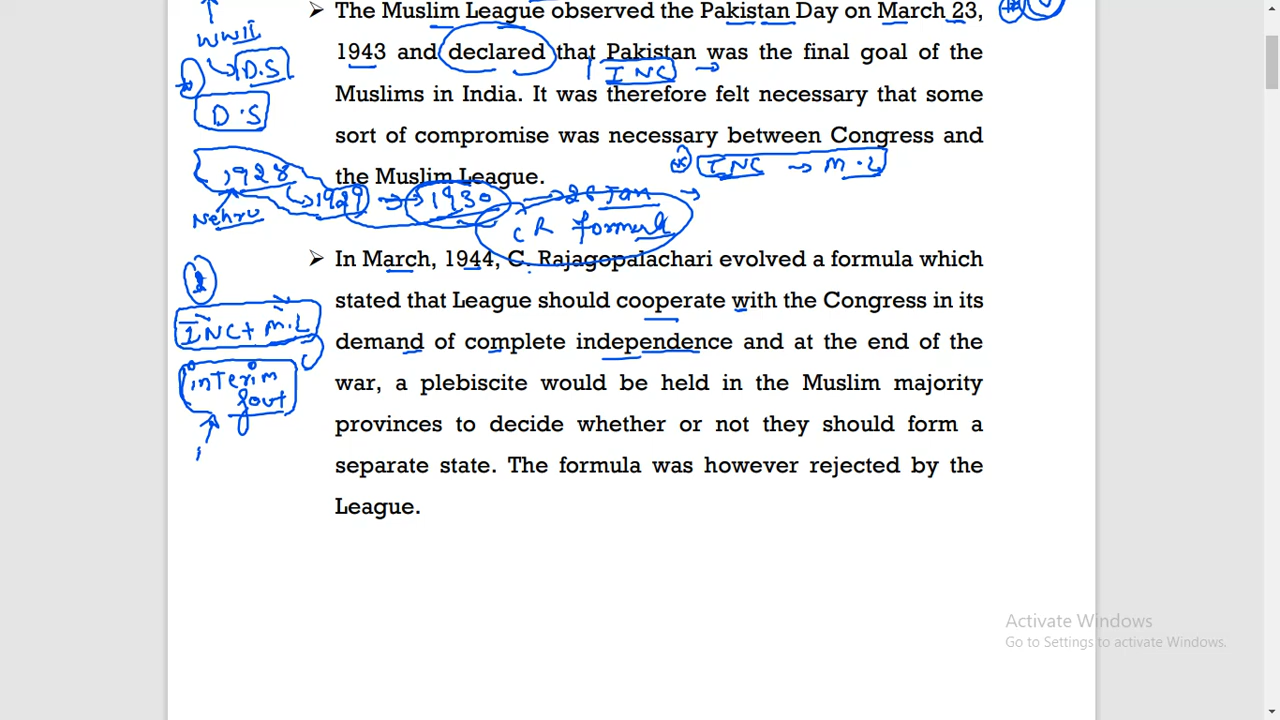 ➢ The Muslim League observed the Pakistan Day on March 23,
WWII
1943 and declared that Pakistan was the final goal of the
D.S
INC →
Muslims in India. It was therefore felt necessary that some
D.S
sort of compromise was necessary between Congress and
INC → M.L
1928
the Muslim League.
→ 1929 → 1930 → 26 Jan →
Nehru
CR formula
➢ In March, 1944, C. Rajagopalachari evolved a formula which
stated that League should cooperate with the Congress in its
INC + M.L
demand of complete independence and at the end of the
interim
war, a plebiscite would be held in the Muslim majority
govt
provinces to decide whether or not they should form a
separate state. The formula was however rejected by the
League.
Activate Windows
Go to Settings to activate Windows.